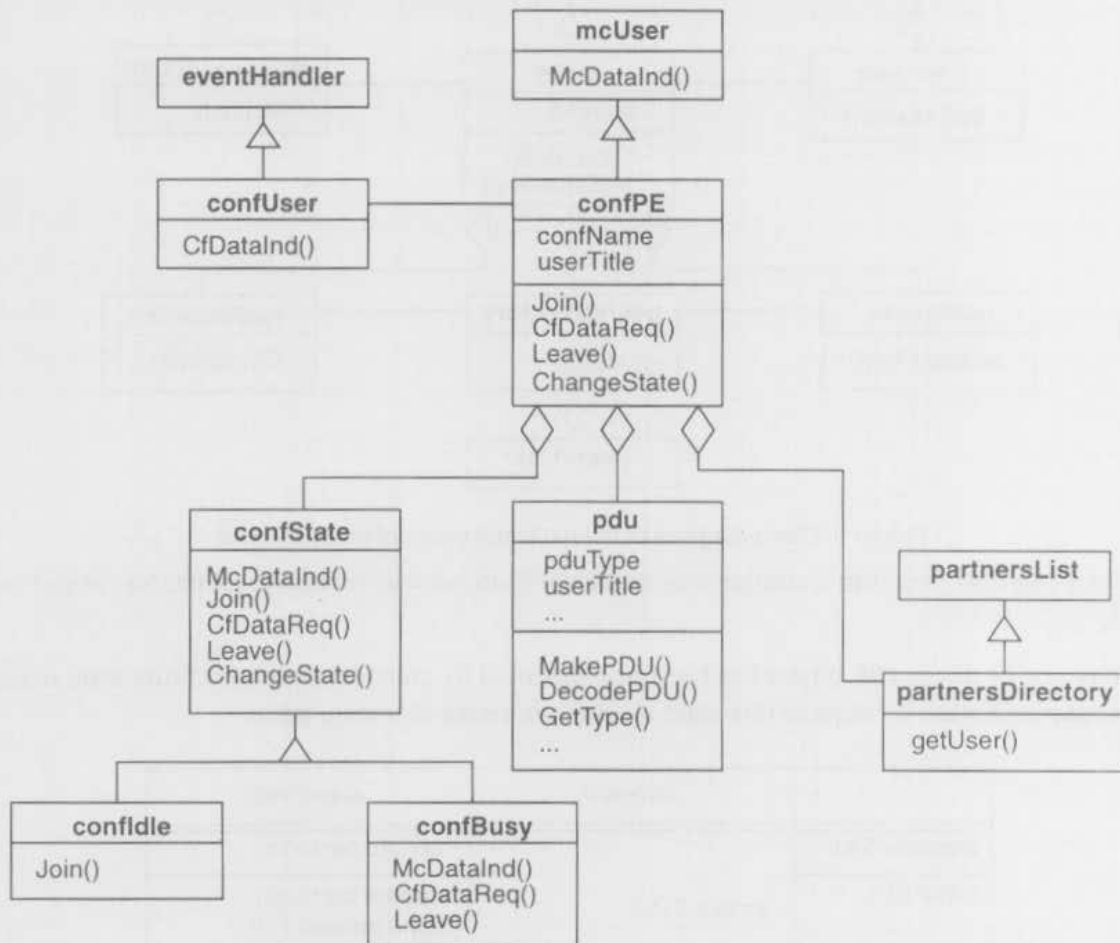 mcUser
McDataInd()
eventHandler
confUser
CfDataInd()
confPE
confName
userTitle
Join()
CfDataReq()
Leave()
ChangeState()
confState
McDataInd()
Join()
CfDataReq()
Leave()
ChangeState()
pdu
pduType
userTitle
...
MakePDU()
DecodePDU()
GetType()
...
partnersList
partnersDirectory
getUser()
confIdle
Join()
confBusy
McDataInd()
CfDataReq()
Leave()